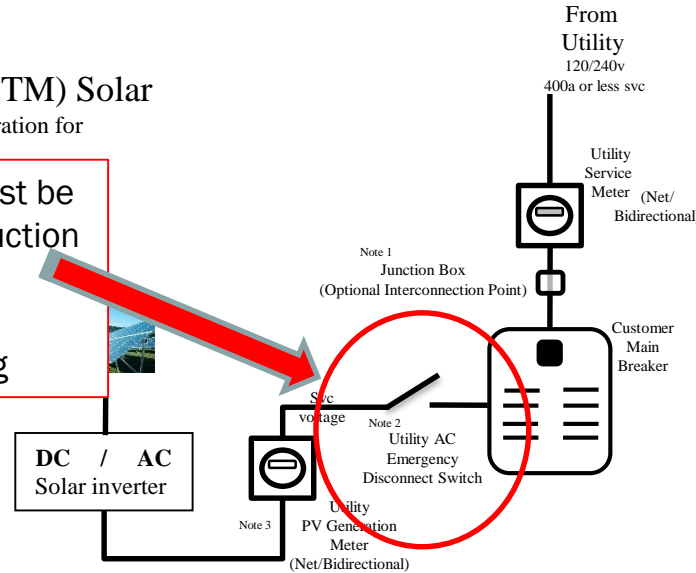 From
Utility
120/240v
400a or less svc
TM) Solar
ration for
st be
uction
g
Utility
Service
Meter
(Net/
Bidirectional
Note 1
Junction Box
(Optional Interconnection Point)
Customer
Main
Breaker
Svc
voltage
Note 2
Utility AC
Emergency
Disconnect Switch
DC / AC
Solar inverter
Note 3
Utility
PV Generation
Meter
(Net/Bidirectional)